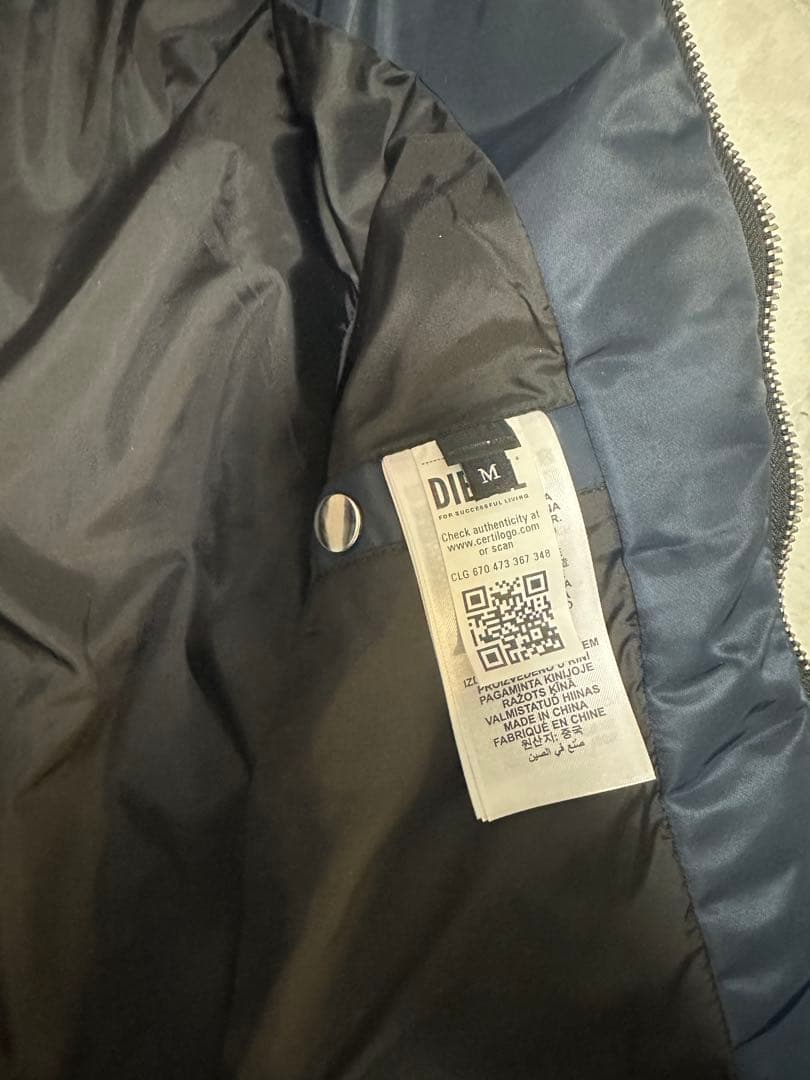 M
DIESEL
FOR SUCCESSFUL LIVING
Check authenticity at
www.certilogo.com
or scan
CLG 670 473 367 348
PROIZVEDENO U KINI
PAGAMINTA KINIJOJE
RAŽOTS ĶĪNĀ
VALMISTATUD HIINAS
MADE IN CHINA
FABRIQUÉ EN CHINE
원산지: 중국
صنع في الصين